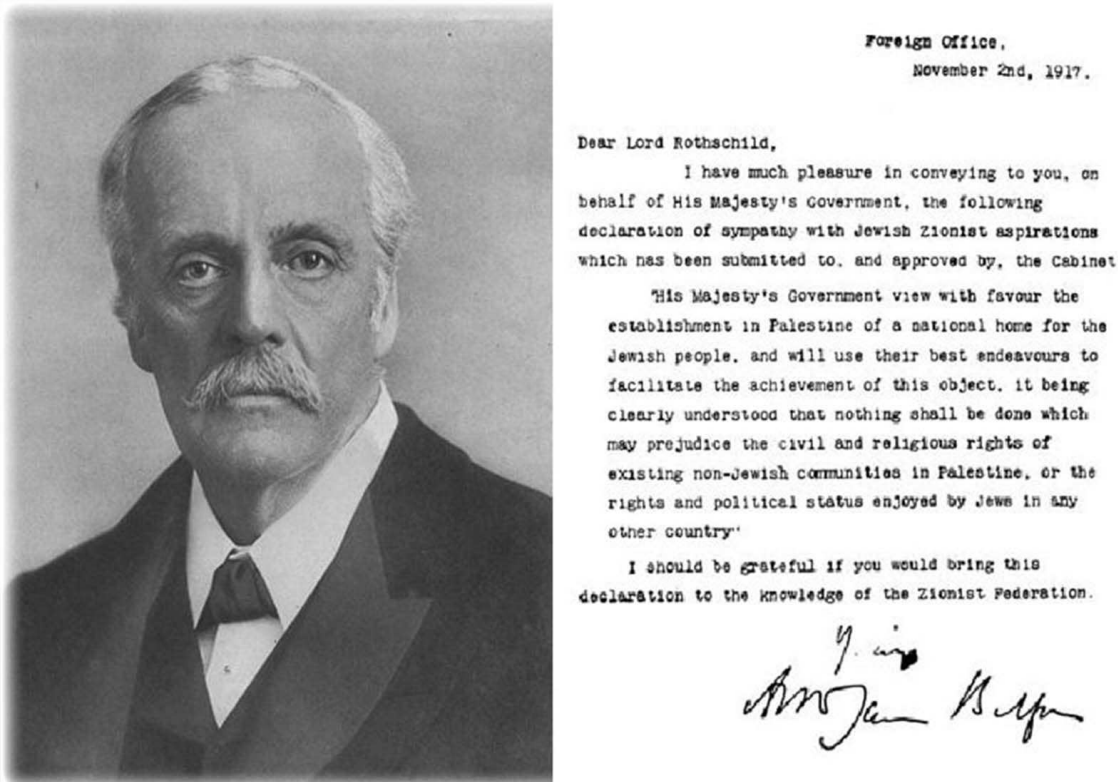 Foreign Office,
November 2nd, 1917.
Dear Lord Rothschild,
I have much pleasure in conveying to you, on
behalf of His Majesty's Government, the following
declaration of sympathy with Jewish Zionist aspirations
which has been submitted to, and approved by, the Cabinet
"His Majesty's Government view with favour the
establishment in Palestine of a national home for the
Jewish people, and will use their best endeavours to
facilitate the achievement of this object, it being
clearly understood that nothing shall be done which
may prejudice the civil and religious rights of
existing non-Jewish communities in Palestine, or the
rights and political status enjoyed by Jews in any
other country"
I should be grateful if you would bring this
declaration to the knowledge of the Zionist Federation.